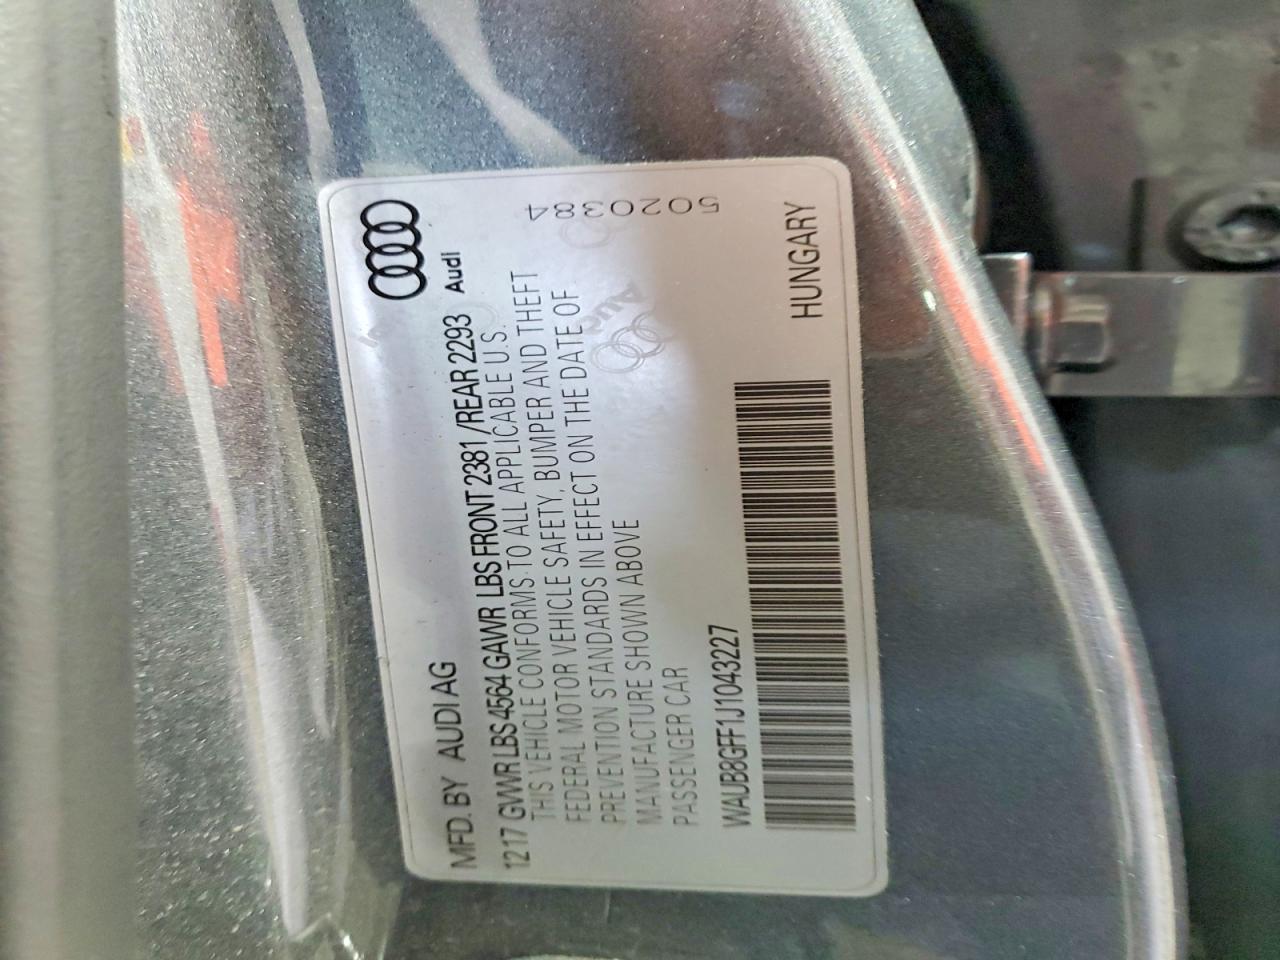 MFD. BY AUDI AG
Audi
1217 GVWR LBS 4564 GAWR LBS FRONT 2381 /REAR 2293
THIS VEHICLE CONFORMS TO ALL APPLICABLE U.S.
FEDERAL MOTOR VEHICLE SAFETY, BUMPER AND THEFT
PREVENTION STANDARDS IN EFFECT ON THE DATE OF
MANUFACTURE SHOWN ABOVE
PASSENGER CAR
WAUB8GFF1J1043227
HUNGARY
5020384